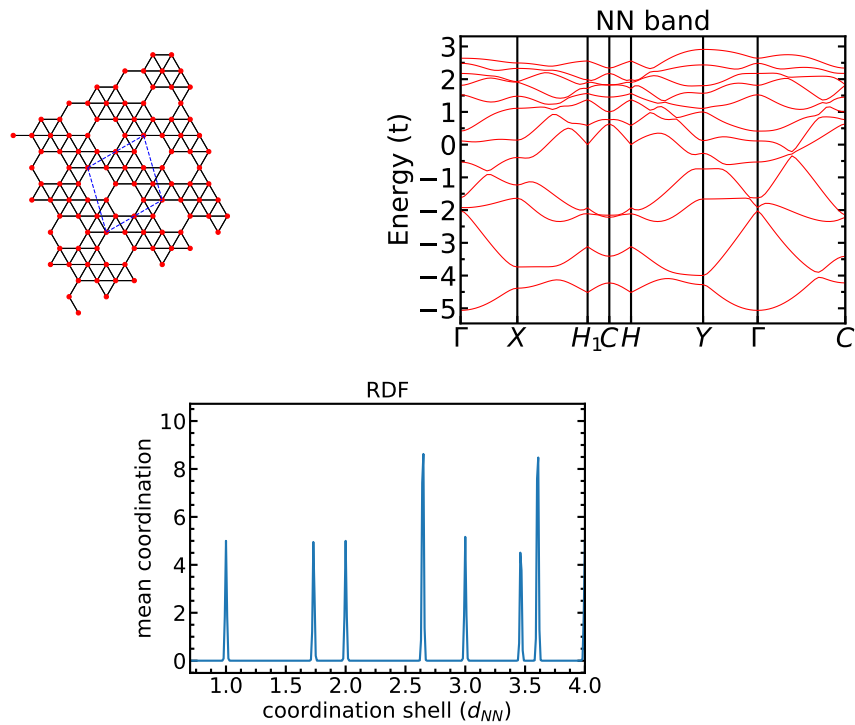 NN band
Energy (t)
3
2
1
0
−1
−2
−3
−4
−5
Γ X H₁ C H Y Γ C
RDF
mean coordination
10
8
6
4
2
0
1.0 1.5 2.0 2.5 3.0 3.5 4.0
coordination shell (d_{NN})